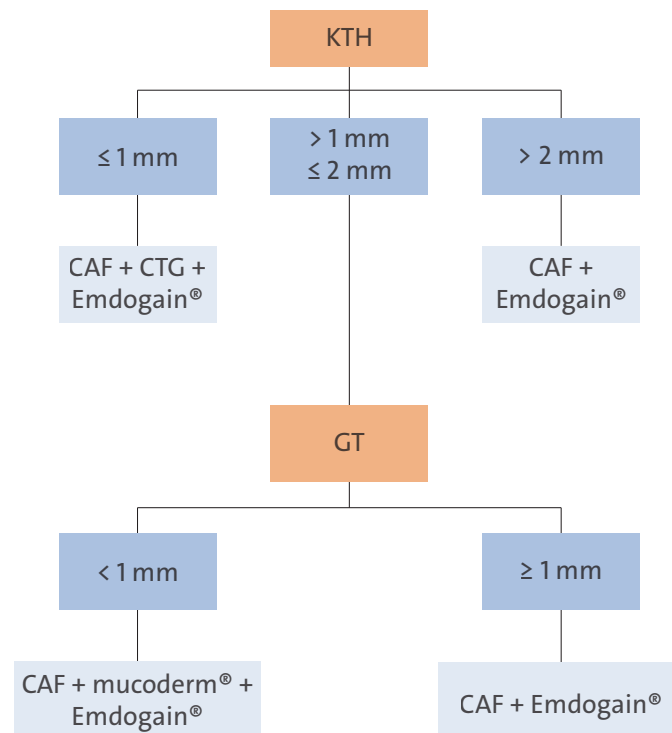 KTH
≤ 1 mm
> 1 mm
≤ 2 mm
> 2 mm
CAF + CTG +
Emdogain®
CAF +
Emdogain®
GT
< 1 mm
≥ 1 mm
CAF + mucoderm® +
Emdogain®
CAF + Emdogain®